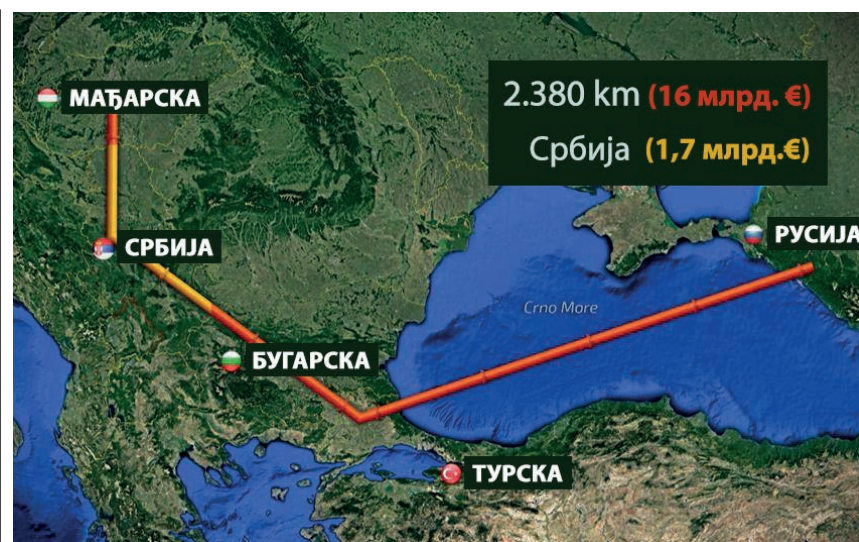 2.380 km (16 млрд. €)
Србија (1,7 млрд.€)
МАЂАРСКА
СРБИЈА
РУСИЈА
Crno More
БУГАРСКА
ТУРСКА